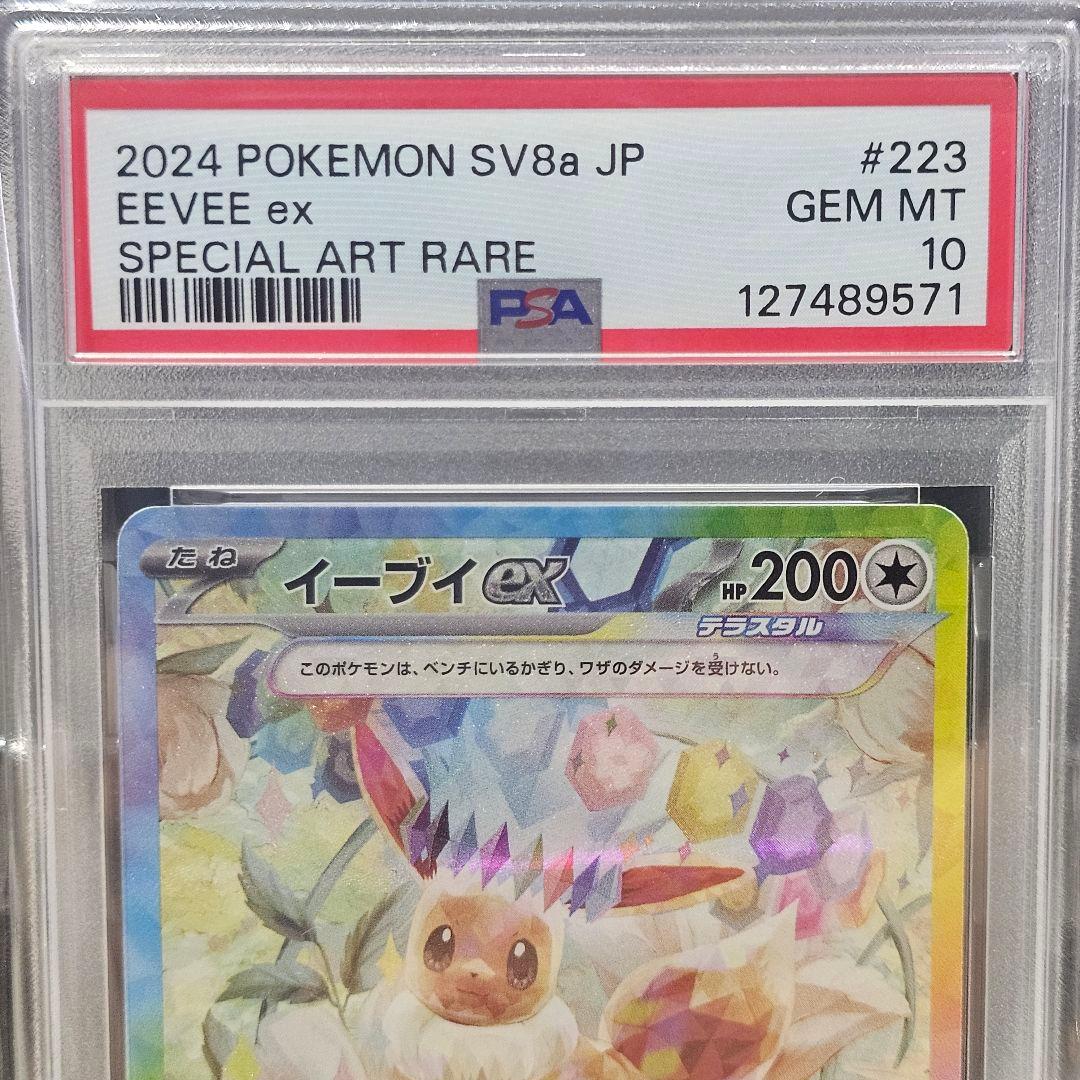 2024 POKEMON SV8a JP #223
EEVEE ex GEM MT
SPECIAL ART RARE 10
PSA 127489571
たね イーブイex HP200
テラスタル
このポケモンは、ベンチにいるかぎり、ワザのダメージを受けない。